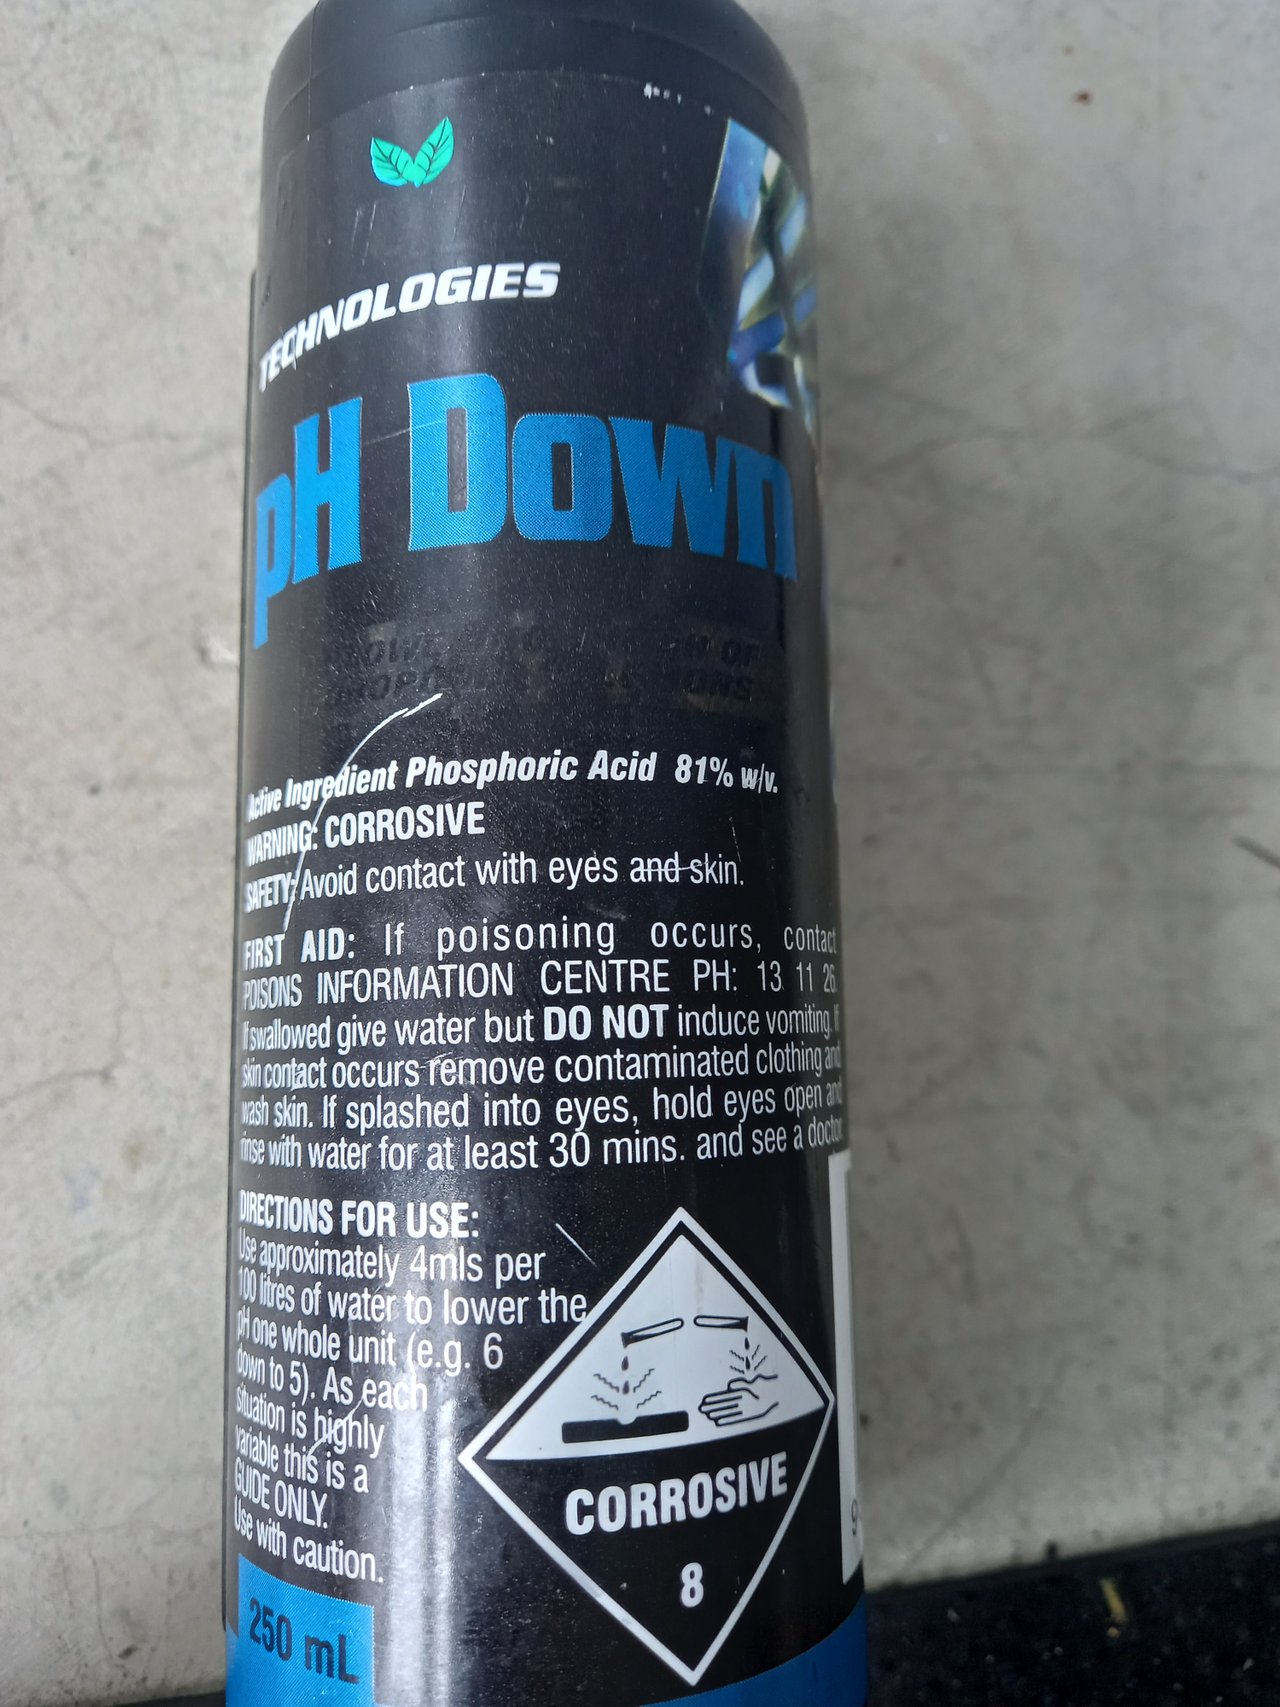 TECHNOLOGIES
pH Down
OF
Active Ingredient Phosphoric Acid 81% w/v.
WARNING: CORROSIVE
SAFETY: Avoid contact with eyes and skin.
FIRST AID: If poisoning occurs, contact
POISONS INFORMATION CENTRE PH: 13 11 26.
If swallowed give water but DO NOT induce vomiting. If
skin contact occurs remove contaminated clothing and
wash skin. If splashed into eyes, hold eyes open and
rinse with water for at least 30 mins. and see a doctor.
DIRECTIONS FOR USE:
Use approximately 4mls per
100 litres of water to lower the
pH one whole unit (e.g. 6
down to 5). As each
situation is highly
variable this is a
GUIDE ONLY.
Use with caution.
CORROSIVE
8
250 mL
9